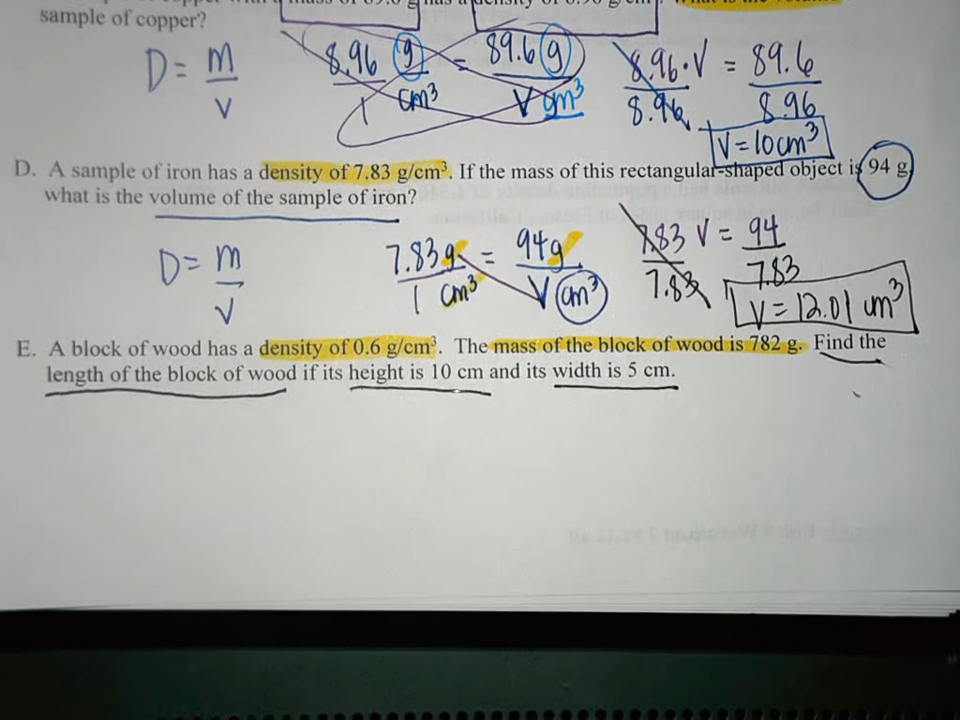 sample of copper?
D = m/v
8.96 g / 1 cm³ = 89.6 g / V cm³
8.96·V / 8.96 = 89.6 / 8.96
V = 10 cm³
D. A sample of iron has a density of 7.83 g/cm³. If the mass of this rectangular-shaped object is 94 g,
what is the volume of the sample of iron?
D = m/v
7.83 g / 1 cm³ = 94 g / V cm³
7.83 V / 7.83 = 94 / 7.83
V = 12.01 cm³
E. A block of wood has a density of 0.6 g/cm³. The mass of the block of wood is 782 g. Find the
length of the block of wood if its height is 10 cm and its width is 5 cm.